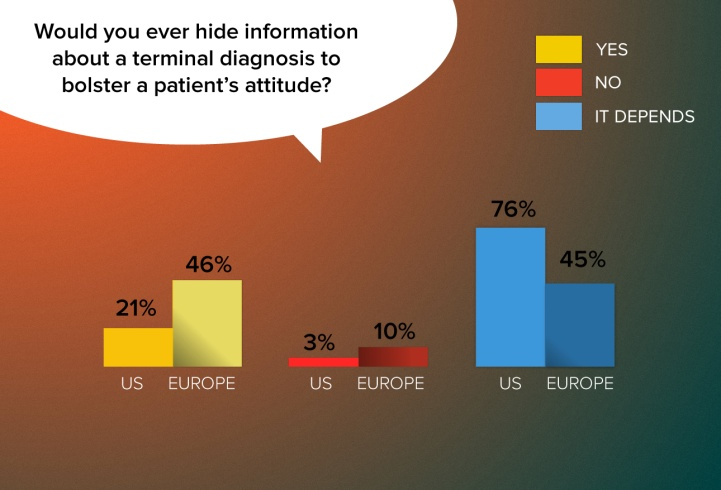 Would you ever hide information
about a terminal diagnosis to
bolster a patient’s attitude?
YES
NO
IT DEPENDS
21%
46%
US
EUROPE
3%
10%
US
EUROPE
76%
45%
US
EUROPE